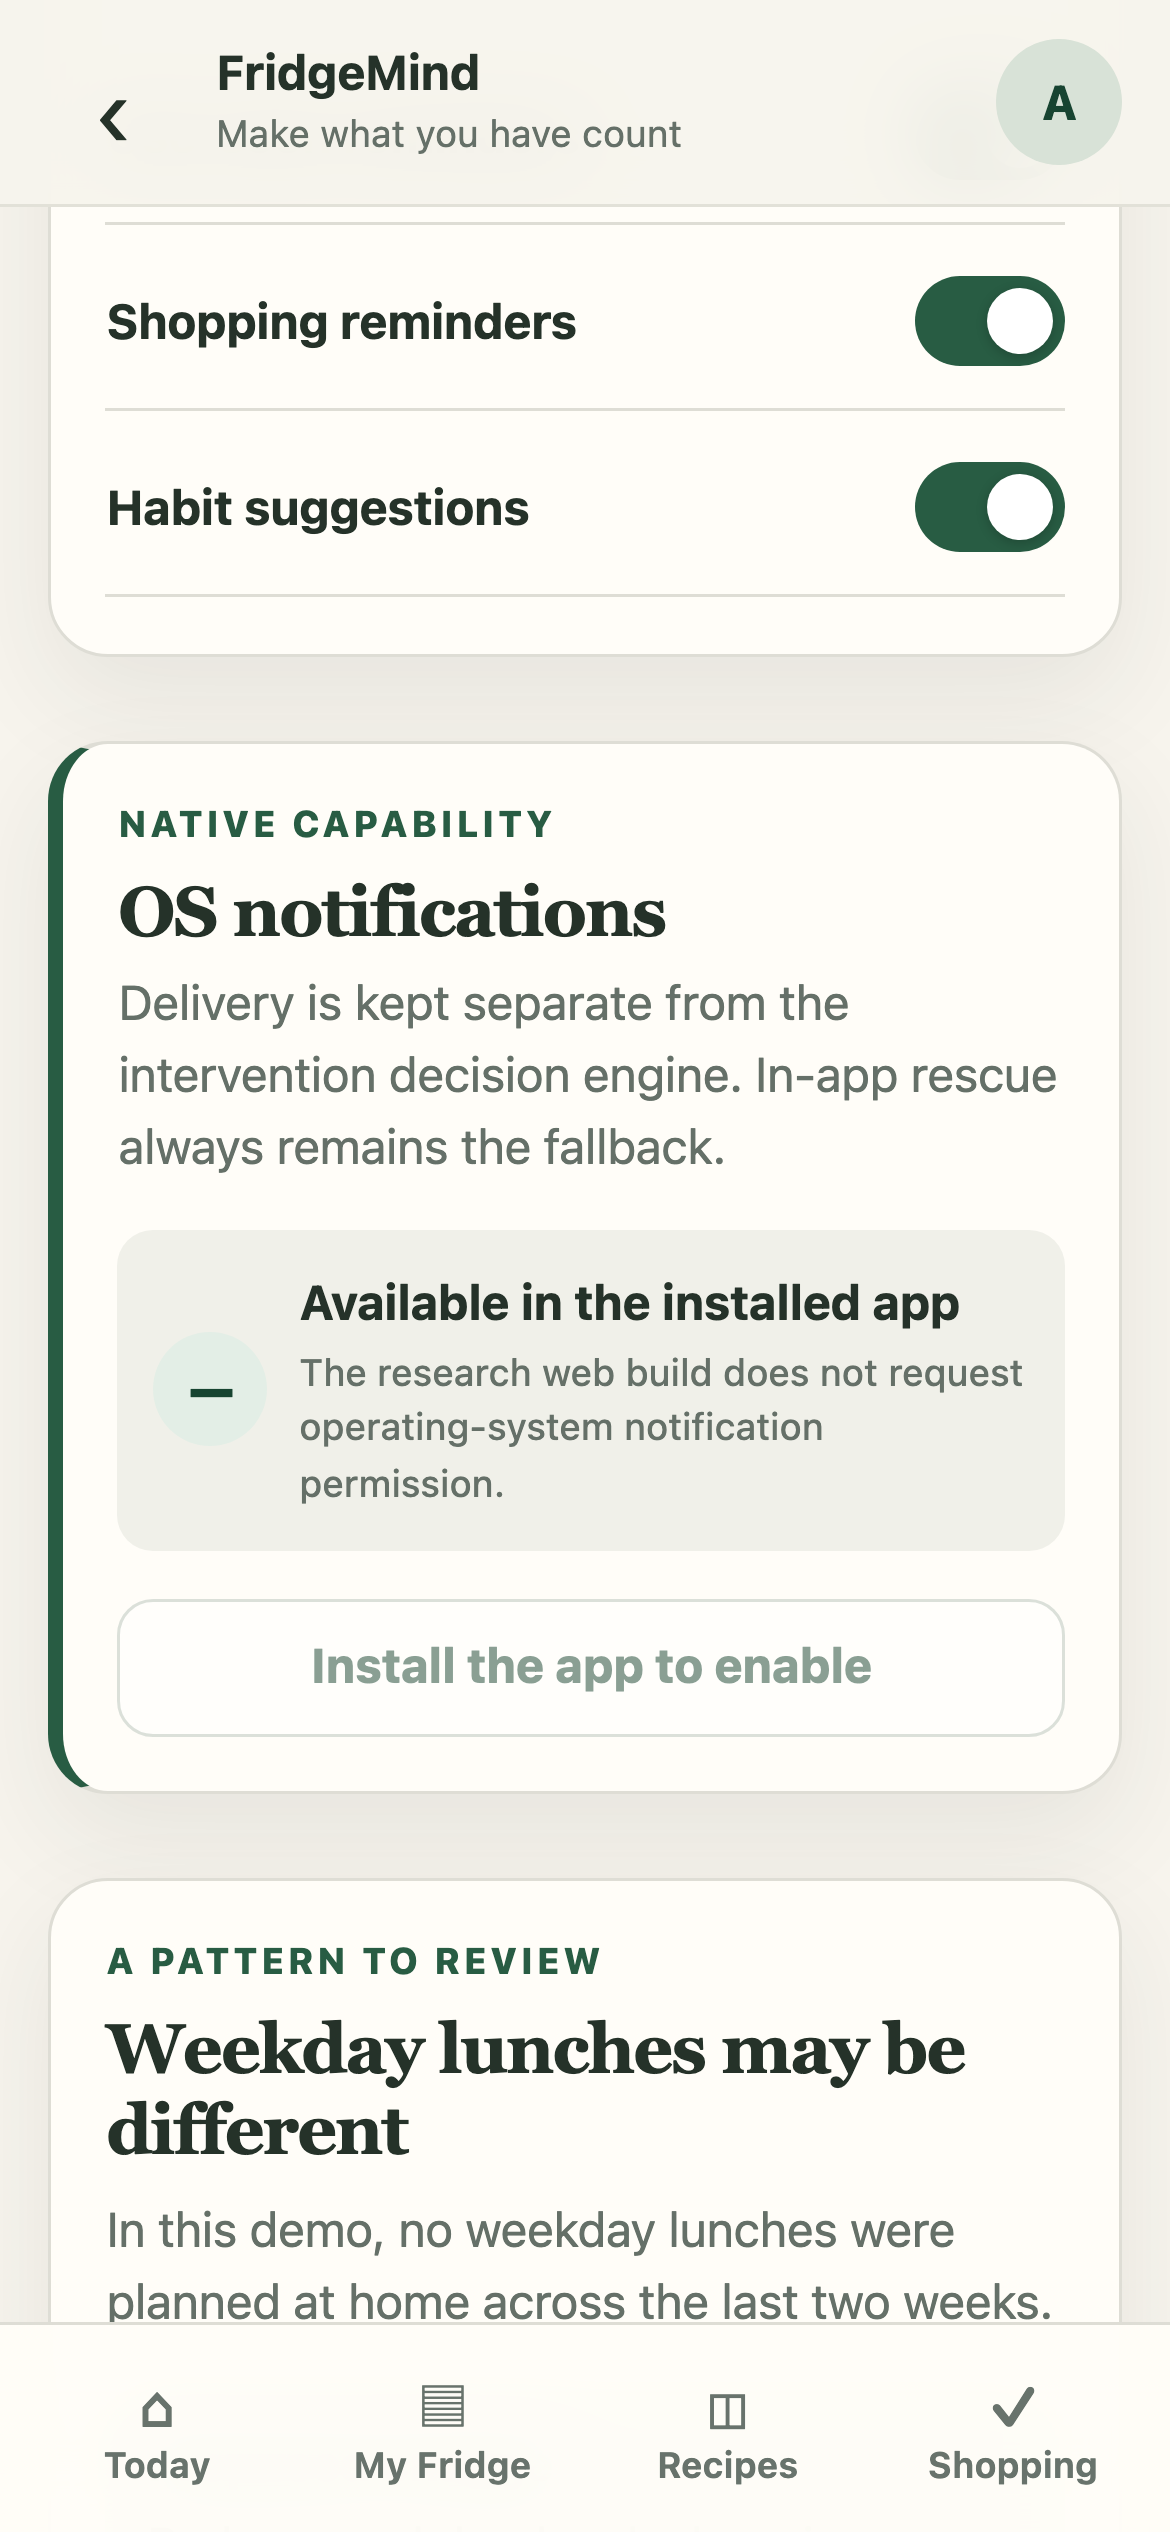 FridgeMind
Make what you have count
A
Shopping reminders
Habit suggestions
NATIVE CAPABILITY
OS notifications
Delivery is kept separate from the
intervention decision engine. In-app rescue
always remains the fallback.
Available in the installed app
The research web build does not request
operating-system notification
permission.
Install the app to enable
A PATTERN TO REVIEW
Weekday lunches may be
different
In this demo, no weekday lunches were
planned at home across the last two weeks.
Today
My Fridge
Recipes
Shopping